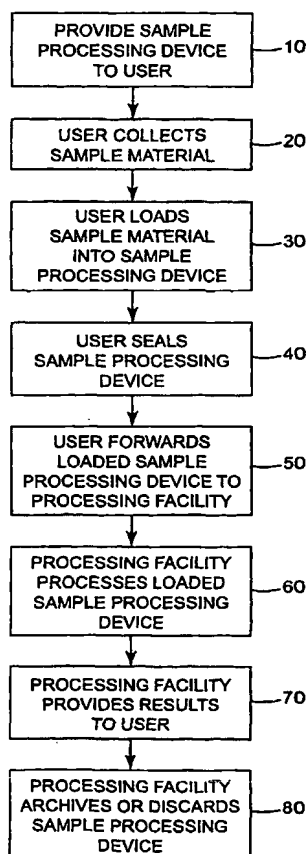 PROVIDE SAMPLE
PROCESSING DEVICE
TO USER
10
USER COLLECTS
SAMPLE MATERIAL
20
USER LOADS
SAMPLE MATERIAL
INTO SAMPLE
PROCESSING DEVICE
30
USER SEALS
SAMPLE PROCESSING
DEVICE
40
USER FORWARDS
LOADED SAMPLE
PROCESSING DEVICE TO
PROCESSING FACILITY
50
PROCESSING FACILITY
PROCESSES LOADED
SAMPLE PROCESSING
DEVICE
60
PROCESSING FACILITY
PROVIDES RESULTS
TO USER
70
PROCESSING FACILITY
ARCHIVES OR DISCARDS
SAMPLE PROCESSING
DEVICE
80